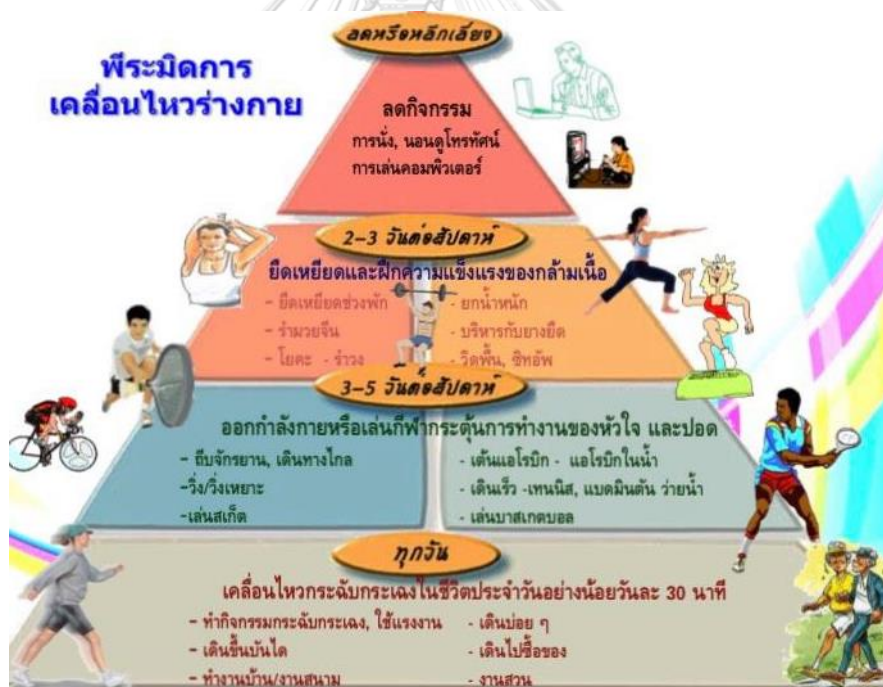 พีระมิดการ
เคลื่อนไหวร่างกาย
ลดหรือหลีกเลี่ยง
ลดกิจกรรม
การนั่ง, นอนดูโทรทัศน์
การเล่นคอมพิวเตอร์
2-3 วันต่อสัปดาห์
ยืดเหยียดและฝึกความแข็งแรงของกล้ามเนื้อ
- ยืดเหยียดช่วงพัก
- รำมวยจีน
- โยคะ - รำวง
- ยกน้ำหนัก
- บริหารกับยางยืด
- วิดพื้น, ซิทอัพ
3-5 วันต่อสัปดาห์
ออกกำลังกายหรือเล่นกีฬากระตุ้นการทำงานของหัวใจ และปอด
- ถีบจักรยาน, เดินทางไกล
-วิ่ง/วิ่งเหยาะ
-เล่นสเก็ต
- เต้นแอโรบิก - แอโรบิกในน้ำ
- เดินเร็ว -เทนนิส, แบดมินตัน ว่ายน้ำ
- เล่นบาสเกตบอล
ทุกวัน
เคลื่อนไหวกระฉับกระเฉงในชีวิตประจำวันอย่างน้อยวันละ 30 นาที
- ทำกิจกรรมกระฉับกระเฉง, ใช้แรงงาน
- เดินขึ้นบันได
- ทำงานบ้าน/งานสนาม
- เดินบ่อย ๆ
- เดินไปซื้อของ
- งานสวน